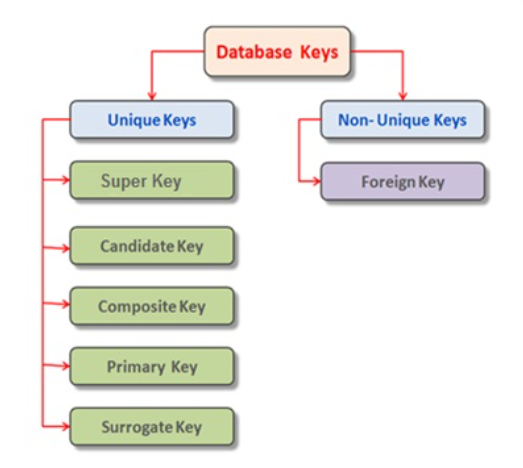 Database Keys
Unique Keys
Non- Unique Keys
Super Key
Foreign Key
Candidate Key
Composite Key
Primary Key
Surrogate Key